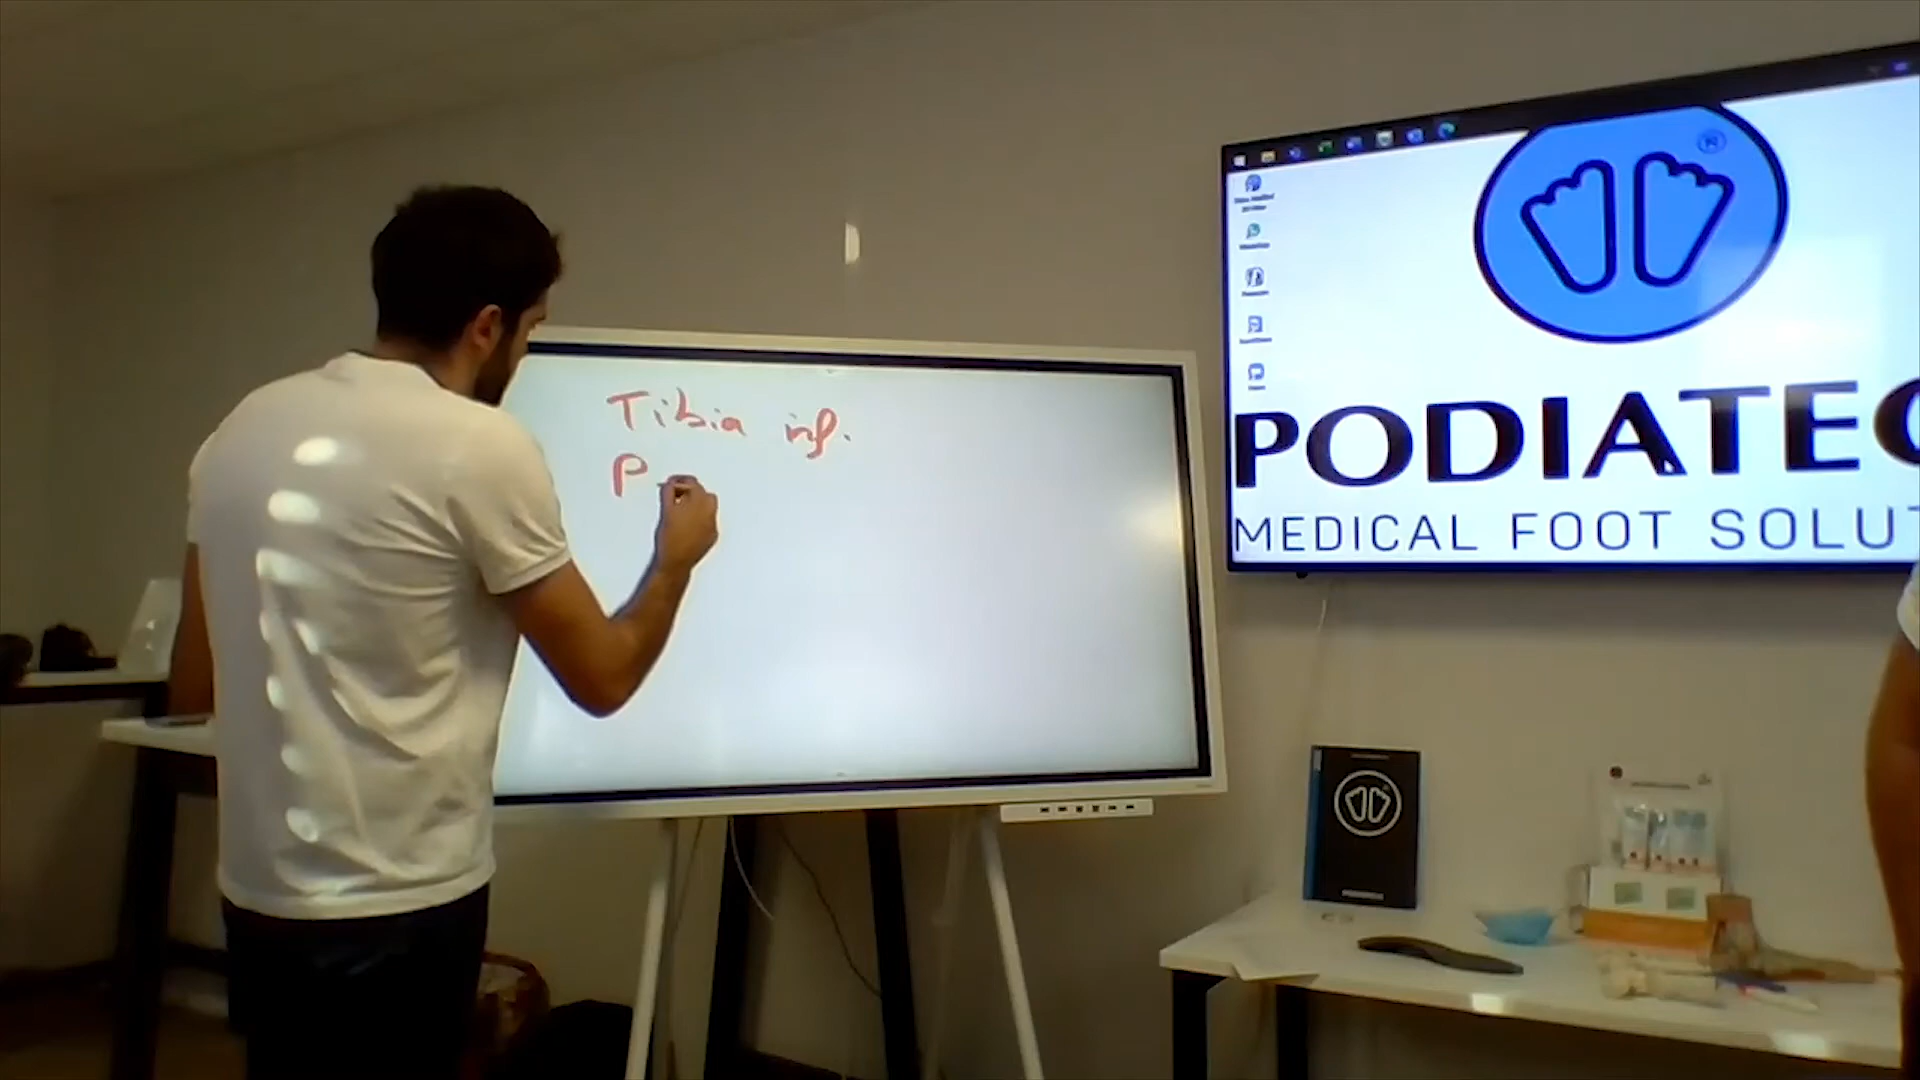 Tibia inf.
P
PODIATEC
MEDICAL FOOT SOLUT